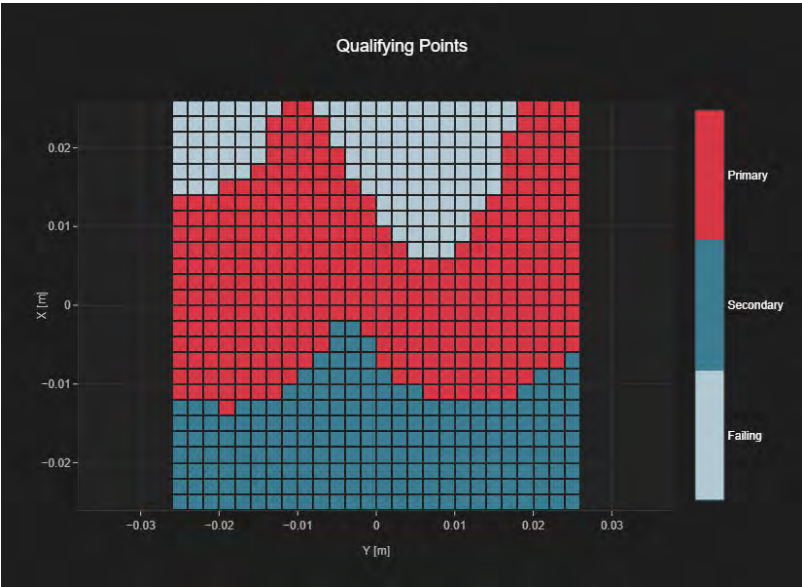 Qualifying Points
0.02
0.01
0
−0.01
−0.02
X [m]
−0.03
−0.02
−0.01
0
0.01
0.02
0.03
Y [m]
Primary
Secondary
Failing